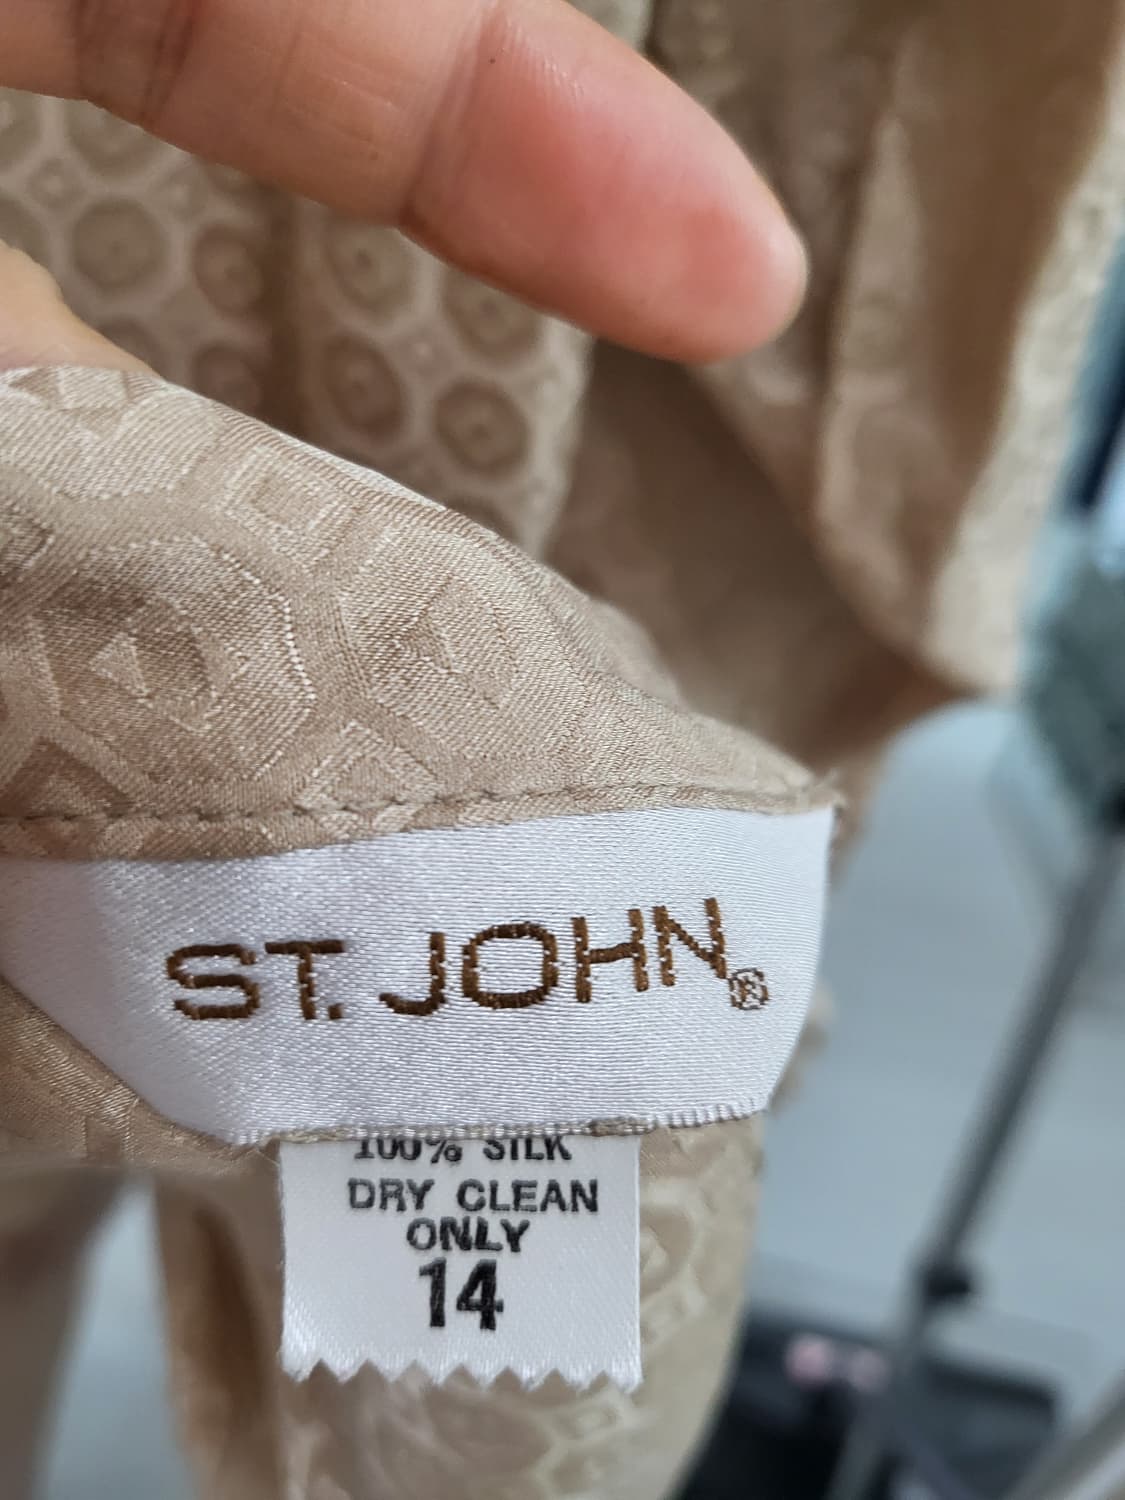 ST. JOHN®
100% SILK
DRY CLEAN
ONLY
14